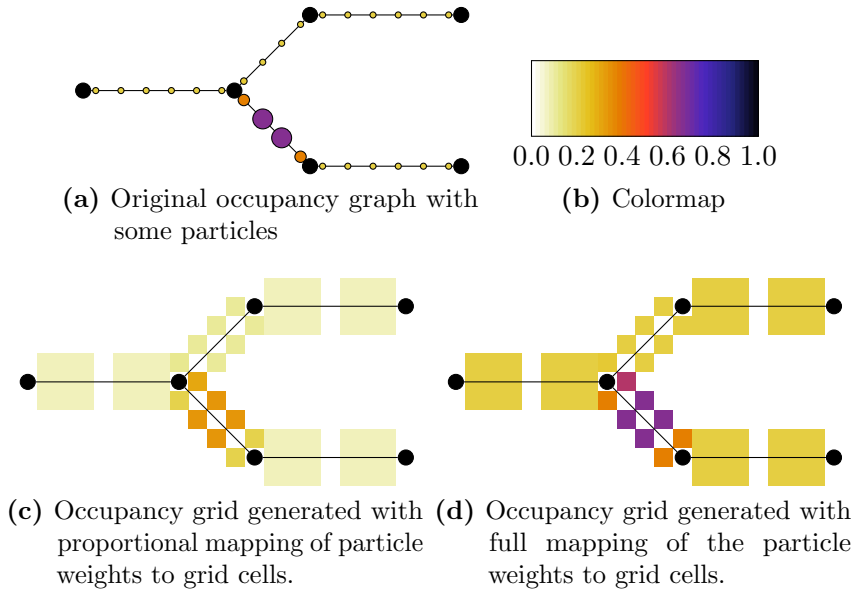 0.0 0.2 0.4 0.6 0.8 1.0
(a) Original occupancy graph with
some particles
(b) Colormap
(c) Occupancy grid generated with
proportional mapping of particle
weights to grid cells.
(d) Occupancy grid generated with
full mapping of the particle
weights to grid cells.